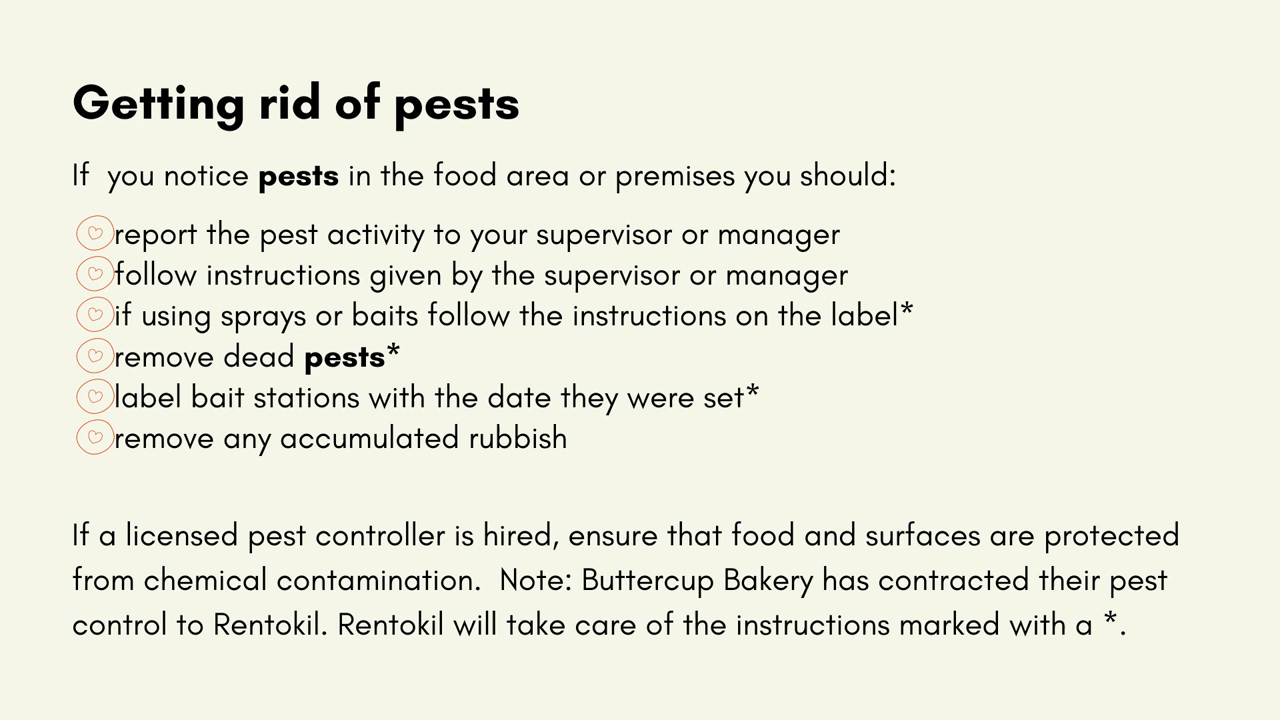 Getting rid of pests
If  you notice pests in the food area or premises you should:
report the pest activity to your supervisor or manager
follow instructions given by the supervisor or manager
if using sprays or baits follow the instructions on the label*
remove dead pests*
label bait stations with the date they were set*
remove any accumulated rubbish
If a licensed pest controller is hired, ensure that food and surfaces are protected
from chemical contamination.  Note: Buttercup Bakery has contracted their pest
control to Rentokil. Rentokil will take care of the instructions marked with a *.